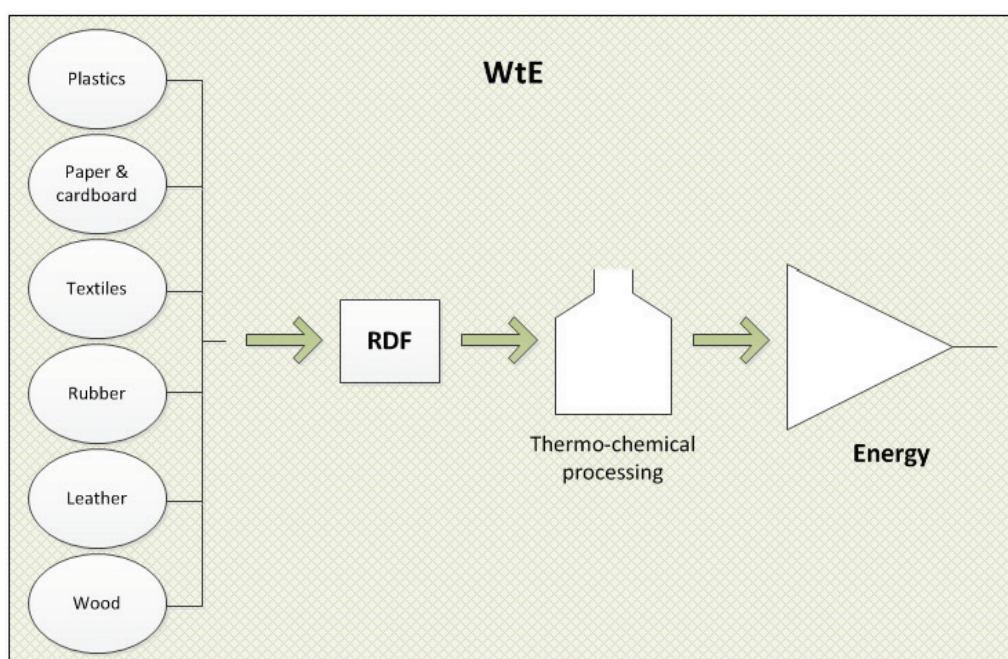 WtE
Plastics
Paper &
cardboard
Textiles
Rubber
Leather
Wood
RDF
Thermo-chemical
processing
Energy